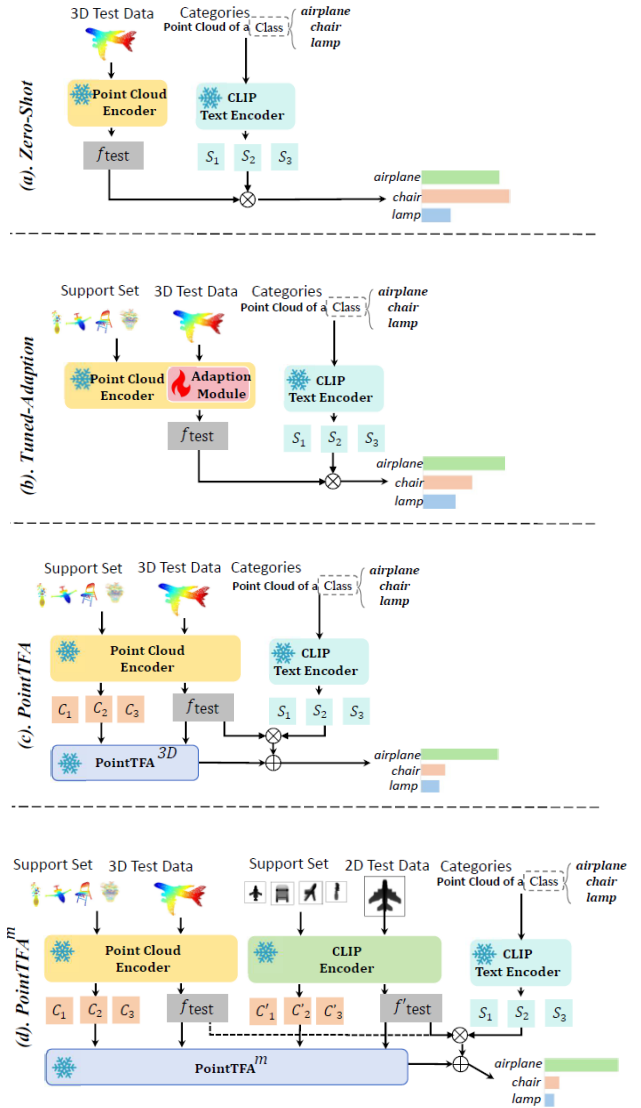 3D Test Data Categories
Point Cloud of a Class airplane
chair
lamp
Point Cloud
Encoder
CLIP
Text Encoder
ftest
S1 S2 S3
airplane
chair
lamp
(a). Zero-Shot
Support Set 3D Test Data Categories
Point Cloud of a Class airplane
chair
lamp
Point Cloud
Encoder
Adaption
Module
CLIP
Text Encoder
ftest
S1 S2 S3
airplane
chair
lamp
(b). Tuned-Adaption
Support Set 3D Test Data Categories
Point Cloud of a Class airplane
chair
lamp
Point Cloud
Encoder
CLIP
Text Encoder
C1 C2 C3 ftest S1 S2 S3
PointTFA3D
airplane
chair
lamp
(c). PointTFA
Support Set 3D Test Data Support Set 2D Test Data Categories
Point Cloud of a Class airplane
chair
lamp
Point Cloud
Encoder
CLIP
Encoder
CLIP
Text Encoder
C1 C2 C3 ftest C'1 C'2 C'3 f'test S1 S2 S3
PointTFAm
airplane
chair
lamp
(d). PointTFAm